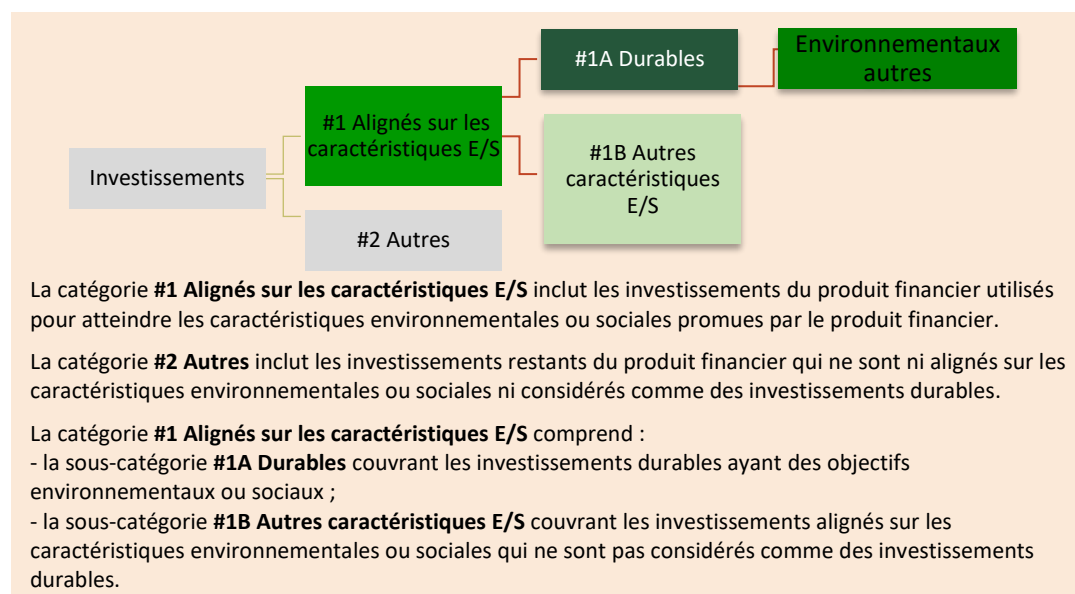 #1A Durables
Environnementaux
autres
#1 Alignés sur les
caractéristiques E/S
#1B Autres
caractéristiques
E/S
Investissements
#2 Autres
La catégorie #1 Alignés sur les caractéristiques E/S inclut les investissements du produit financier utilisés
pour atteindre les caractéristiques environnementales ou sociales promues par le produit financier.
La catégorie #2 Autres inclut les investissements restants du produit financier qui ne sont ni alignés sur les
caractéristiques environnementales ou sociales ni considérés comme des investissements durables.
La catégorie #1 Alignés sur les caractéristiques E/S comprend :
- la sous-catégorie #1A Durables couvrant les investissements durables ayant des objectifs
environnementaux ou sociaux ;
- la sous-catégorie #1B Autres caractéristiques E/S couvrant les investissements alignés sur les
caractéristiques environnementales ou sociales qui ne sont pas considérés comme des investissements
durables.